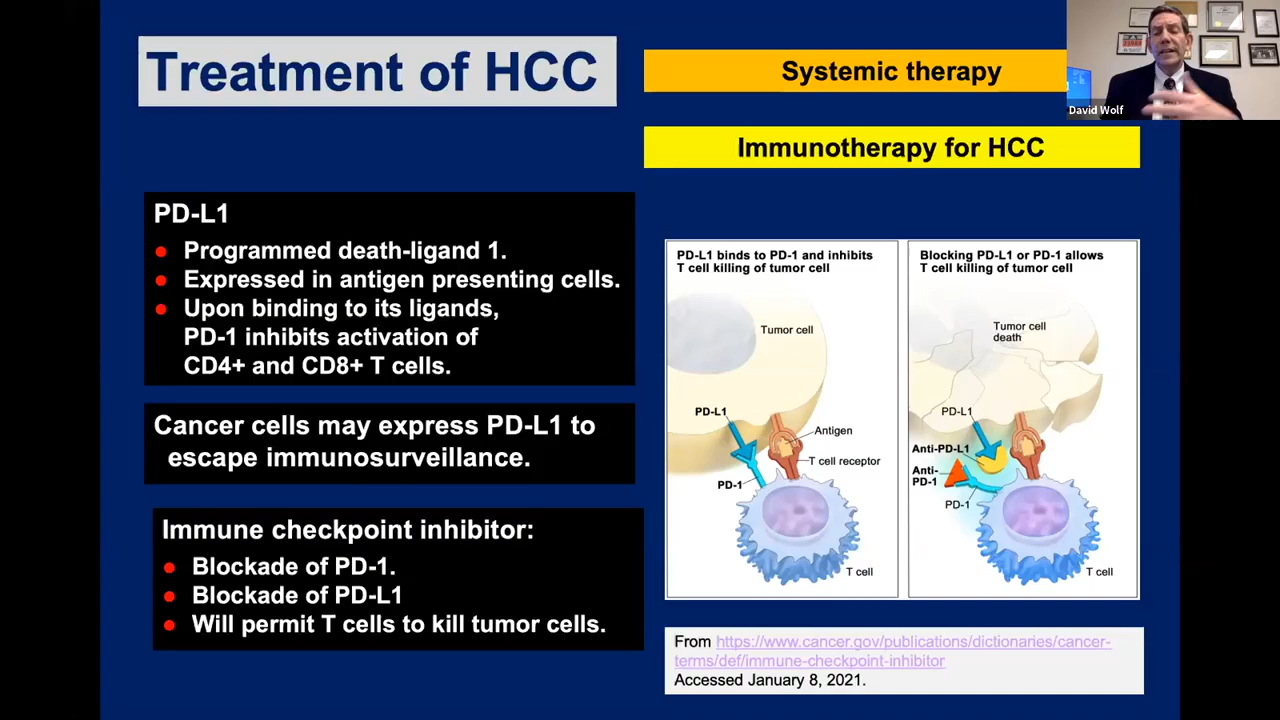 Treatment of HCC
Systemic therapy
David Wolf
Immunotherapy for HCC
PD-L1
● Programmed death-ligand 1.
● Expressed in antigen presenting cells.
● Upon binding to its ligands,
PD-1 inhibits activation of
CD4+ and CD8+ T cells.
Cancer cells may express PD-L1 to
escape immunosurveillance.
Immune checkpoint inhibitor:
● Blockade of PD-1.
● Blockade of PD-L1
● Will permit T cells to kill tumor cells.
PD-L1 binds to PD-1 and inhibits
T cell killing of tumor cell
Tumor cell
PD-L1
Antigen
T cell receptor
PD-1
T cell
Blocking PD-L1 or PD-1 allows
T cell killing of tumor cell
Tumor cell
death
PD-L1
Anti-PD-L1
Anti-
PD-1
PD-1
T cell
From https://www.cancer.gov/publications/dictionaries/cancer-
terms/def/immune-checkpoint-inhibitor
Accessed January 8, 2021.